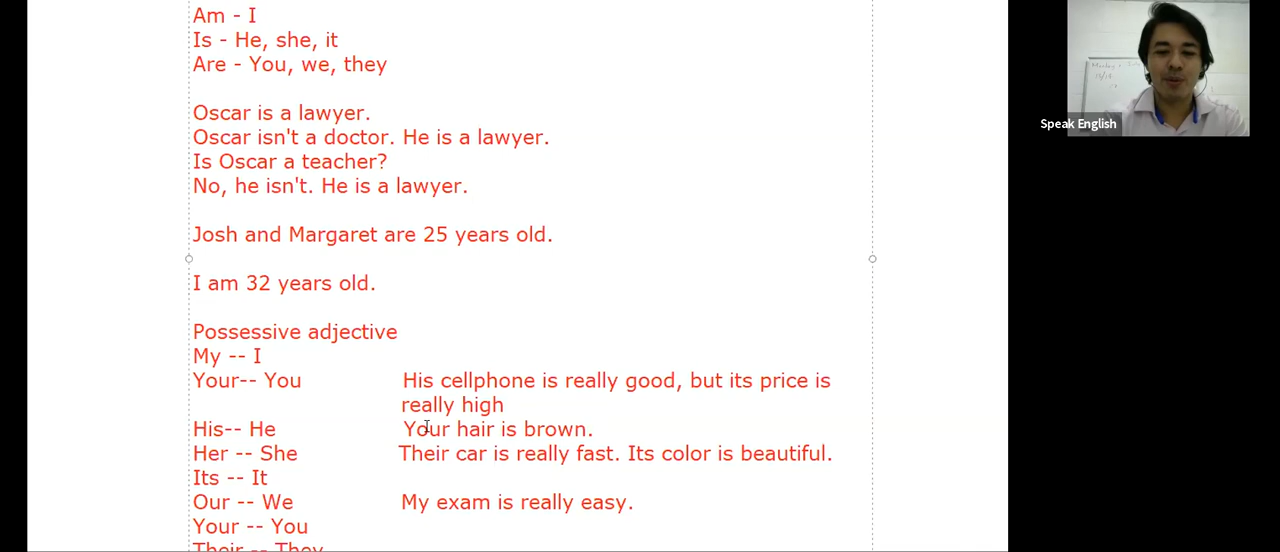 Am - I
Is - He, she, it
Are - You, we, they
Oscar is a lawyer.
Oscar isn't a doctor. He is a lawyer.
Is Oscar a teacher?
No, he isn't. He is a lawyer.
Josh and Margaret are 25 years old.
I am 32 years old.
Possessive adjective
My -- I
Your-- You His cellphone is really good, but its price is
really high
His-- He Your hair is brown.
Her -- She Their car is really fast. Its color is beautiful.
Its -- It
Our -- We My exam is really easy.
Your -- You
Their -- They
Speak English